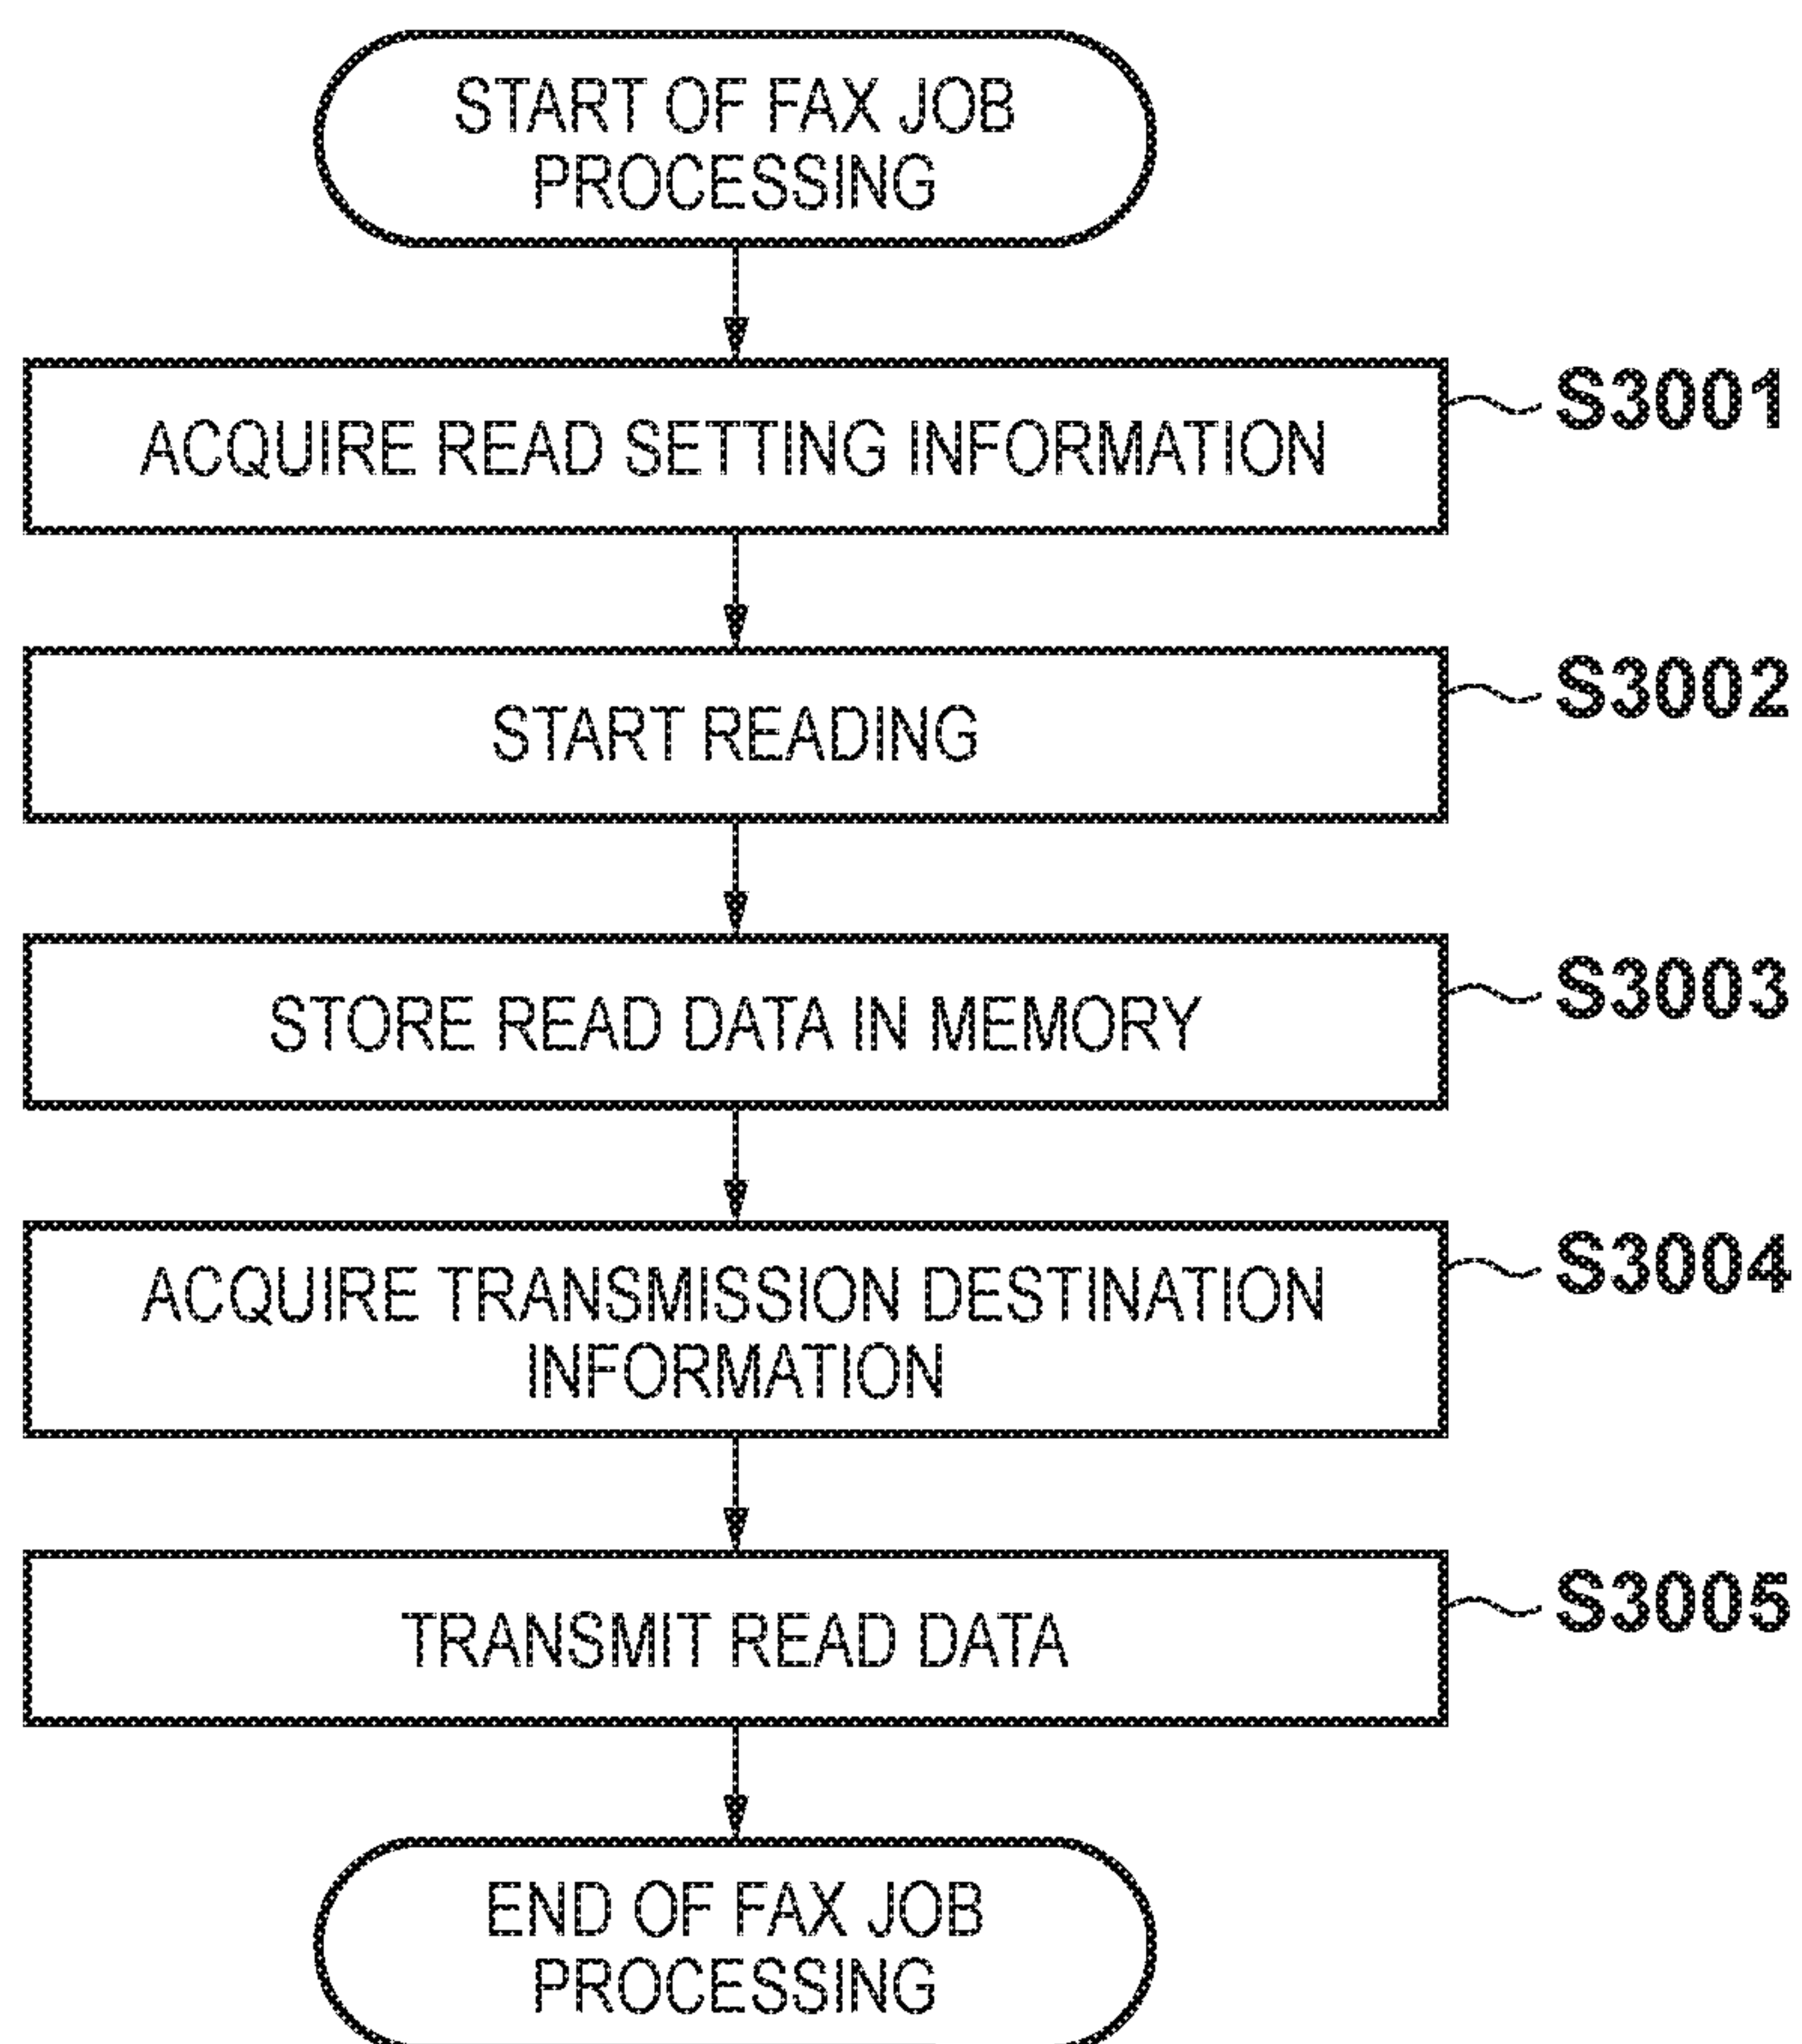 START OF FAX JOB
PROCESSING
ACQUIRE READ SETTING INFORMATION
S3001
START READING
S3002
STORE READ DATA IN MEMORY
S3003
ACQUIRE TRANSMISSION DESTINATION
INFORMATION
S3004
TRANSMIT READ DATA
S3005
END OF FAX JOB
PROCESSING